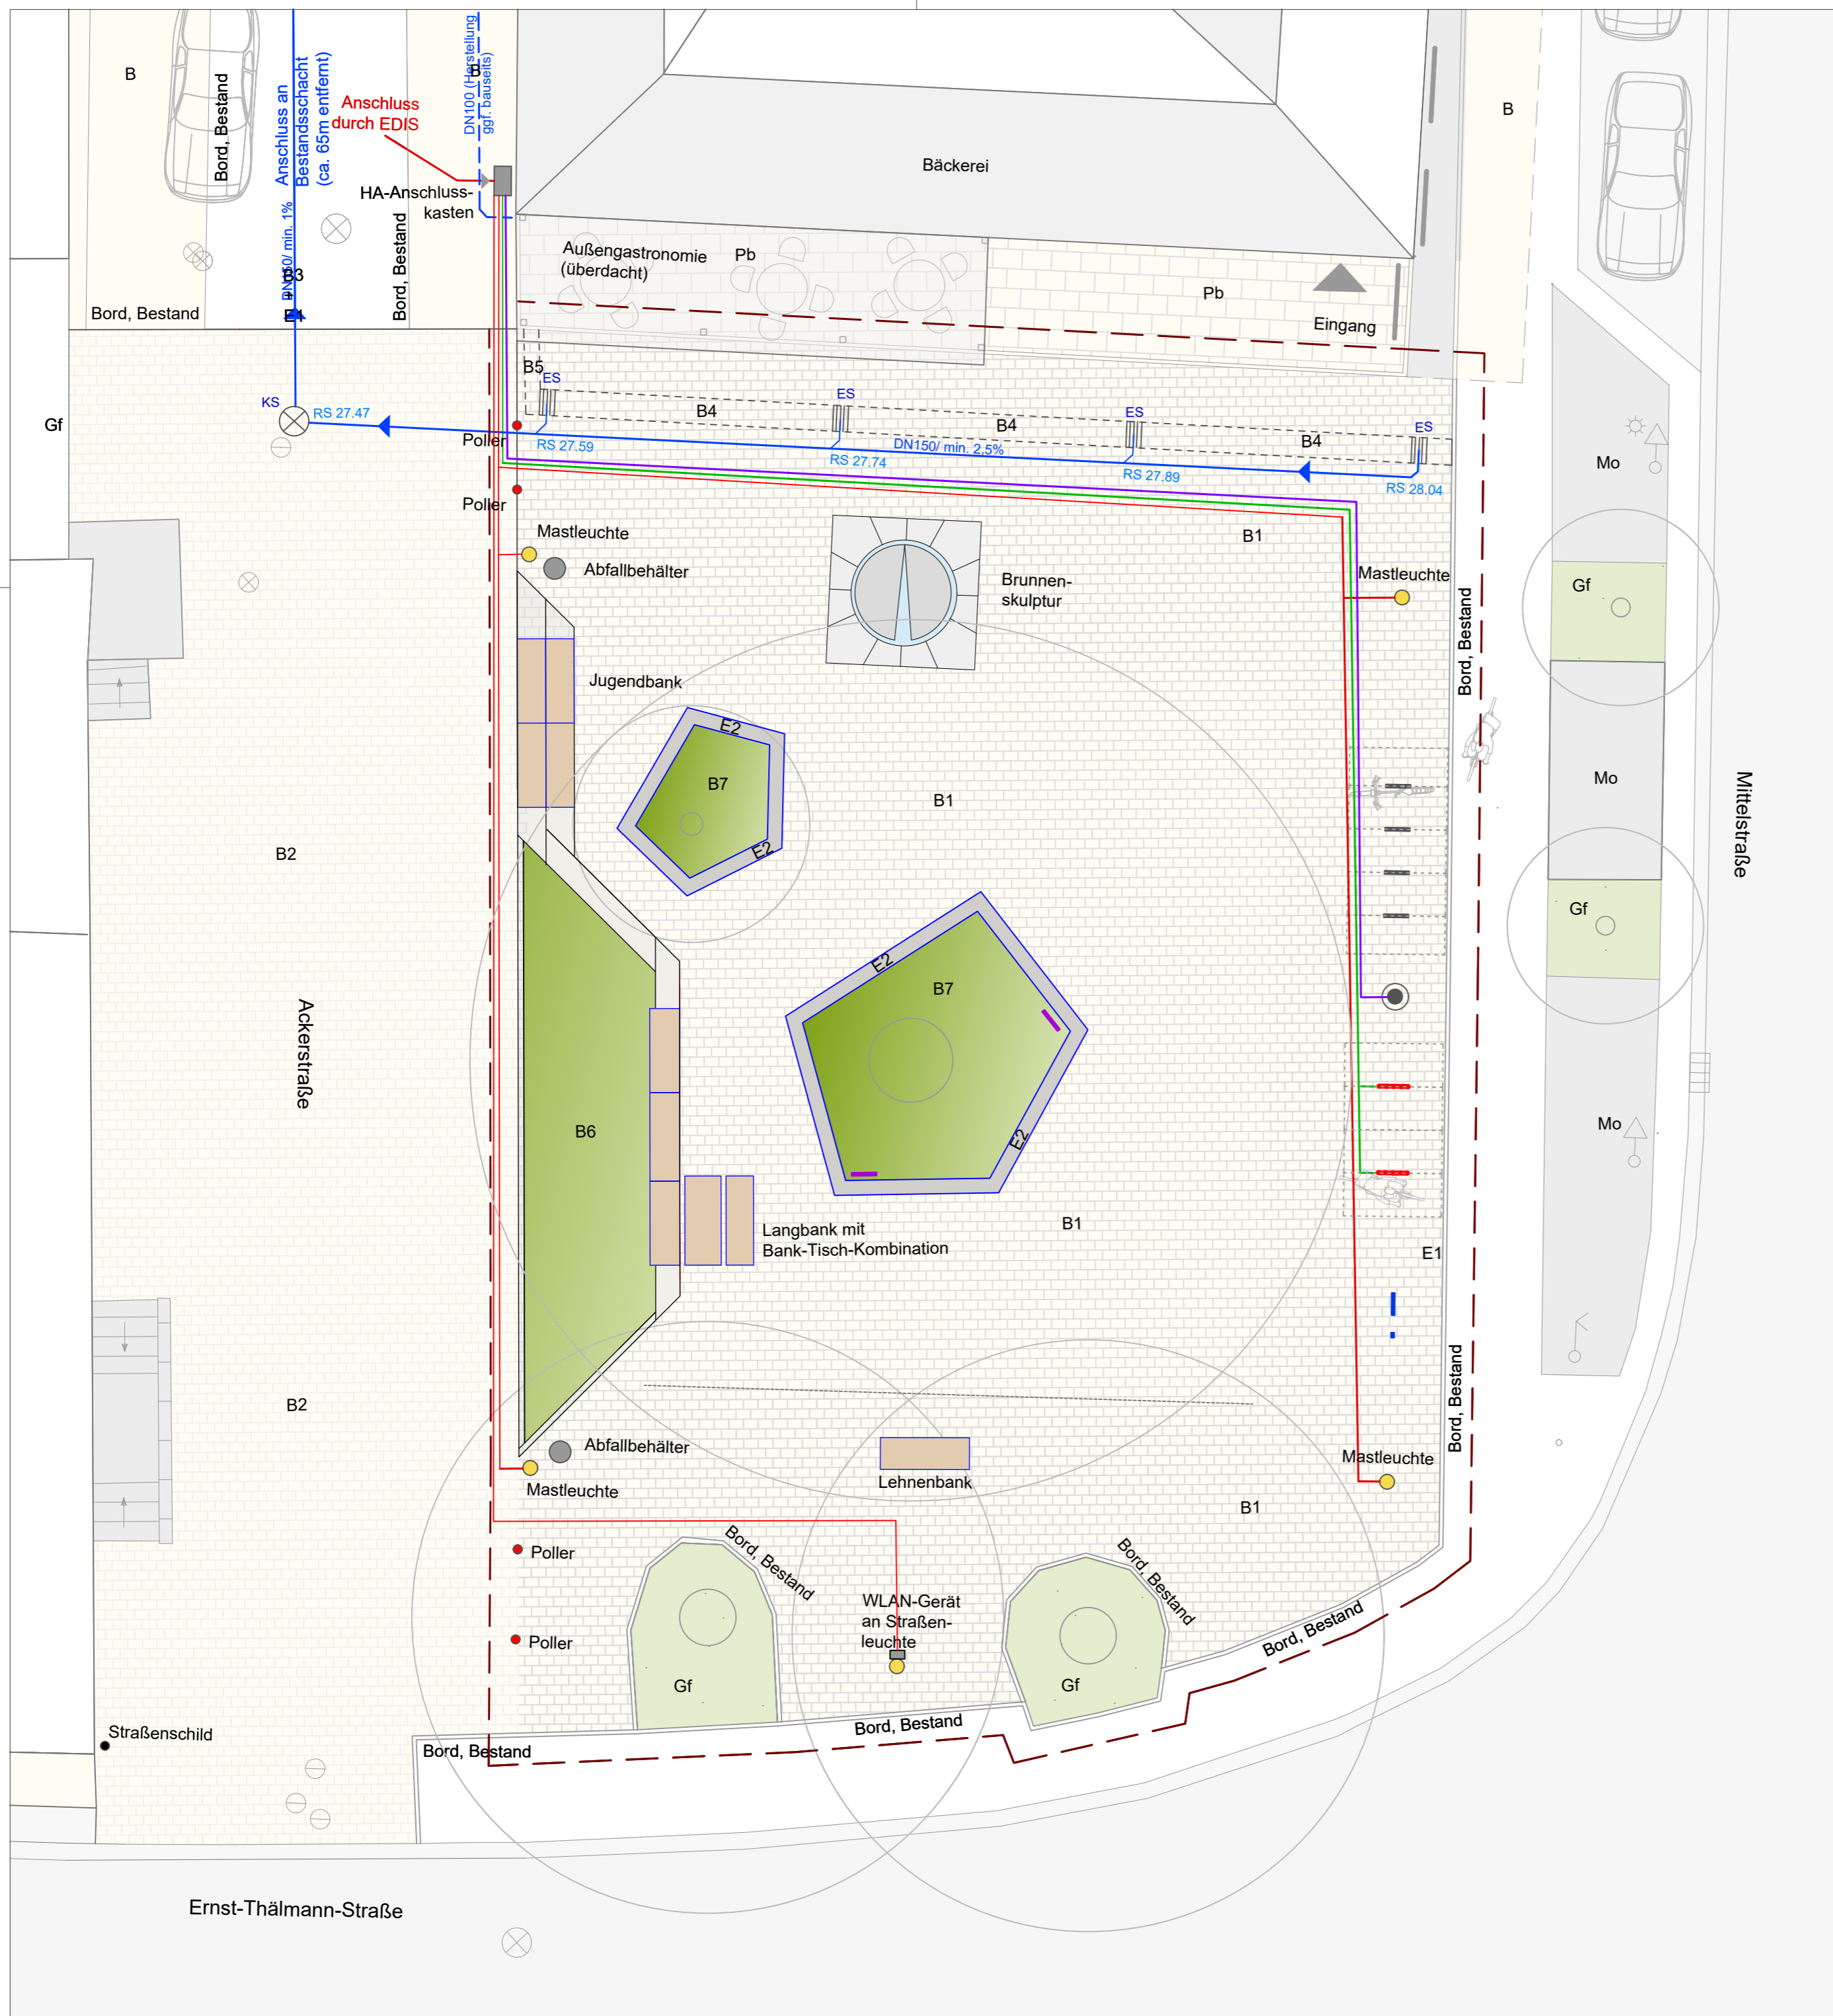 B
Bord, Bestand
Anschluss an
Bestandsschacht
(ca. 65m entfernt)
DN150/ min. 1%
B3
E1
Bord, Bestand
Bord, Bestand
Anschluss
durch EDIS
HA-Anschluss-
kasten
B
DN100 (Herstellung
ggf. bauseits)
Bäckerei
B
Außengastronomie
(überdacht)
Pb
Pb
Eingang
Gf
KS
RS 27.47
B5
ES
B4
ES
B4
ES
B4
ES
Poller
RS 27.59
RS 27.74
DN150/ min. 2,5%
RS 27.89
RS 28.04
Poller
Mastleuchte
Abfallbehälter
Brunnen-
skulptur
B1
Mastleuchte
Bord, Bestand
Mo
Gf
Jugendbank
E2
B7
E2
B1
Mo
Mittelstraße
B2
Gf
E2
B7
E2
Ackerstraße
B6
Mo
Langbank mit
Bank-Tisch-Kombination
B1
E1
B2
Bord, Bestand
Abfallbehälter
Mastleuchte
Lehnenbank
Mastleuchte
B1
Poller
Bord, Bestand
Bord, Bestand
WLAN-Gerät
an Straßen-
leuchte
Poller
Bord, Bestand
Gf
Gf
Straßenschild
Bord, Bestand
Bord, Bestand
Ernst-Thälmann-Straße